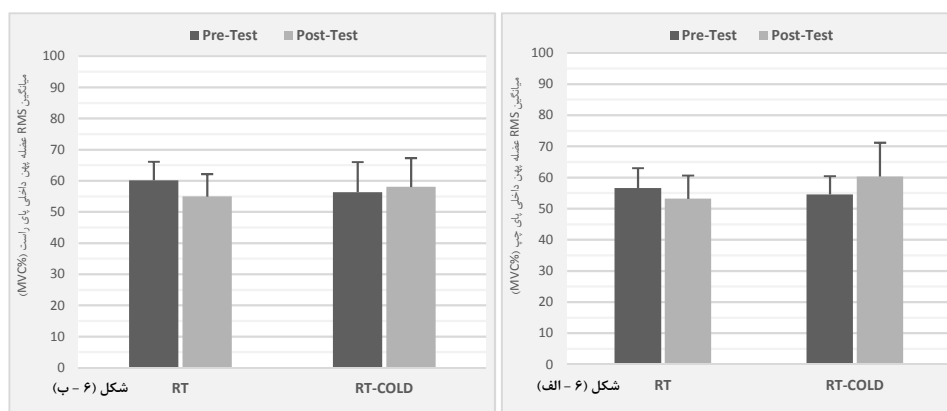 Pre-Test Post-Test
100
90
80
70
60
50
40
30
20
10
0
میانگین RMS عضله پهن داخلی پای راست (MVC%)
RT RT-COLD
شکل (۶ - ب)
Pre-Test Post-Test
100
90
80
70
60
50
40
30
20
10
0
میانگین RMS عضله پهن داخلی پای چپ (MVC%)
RT RT-COLD
شکل (۶ - الف)